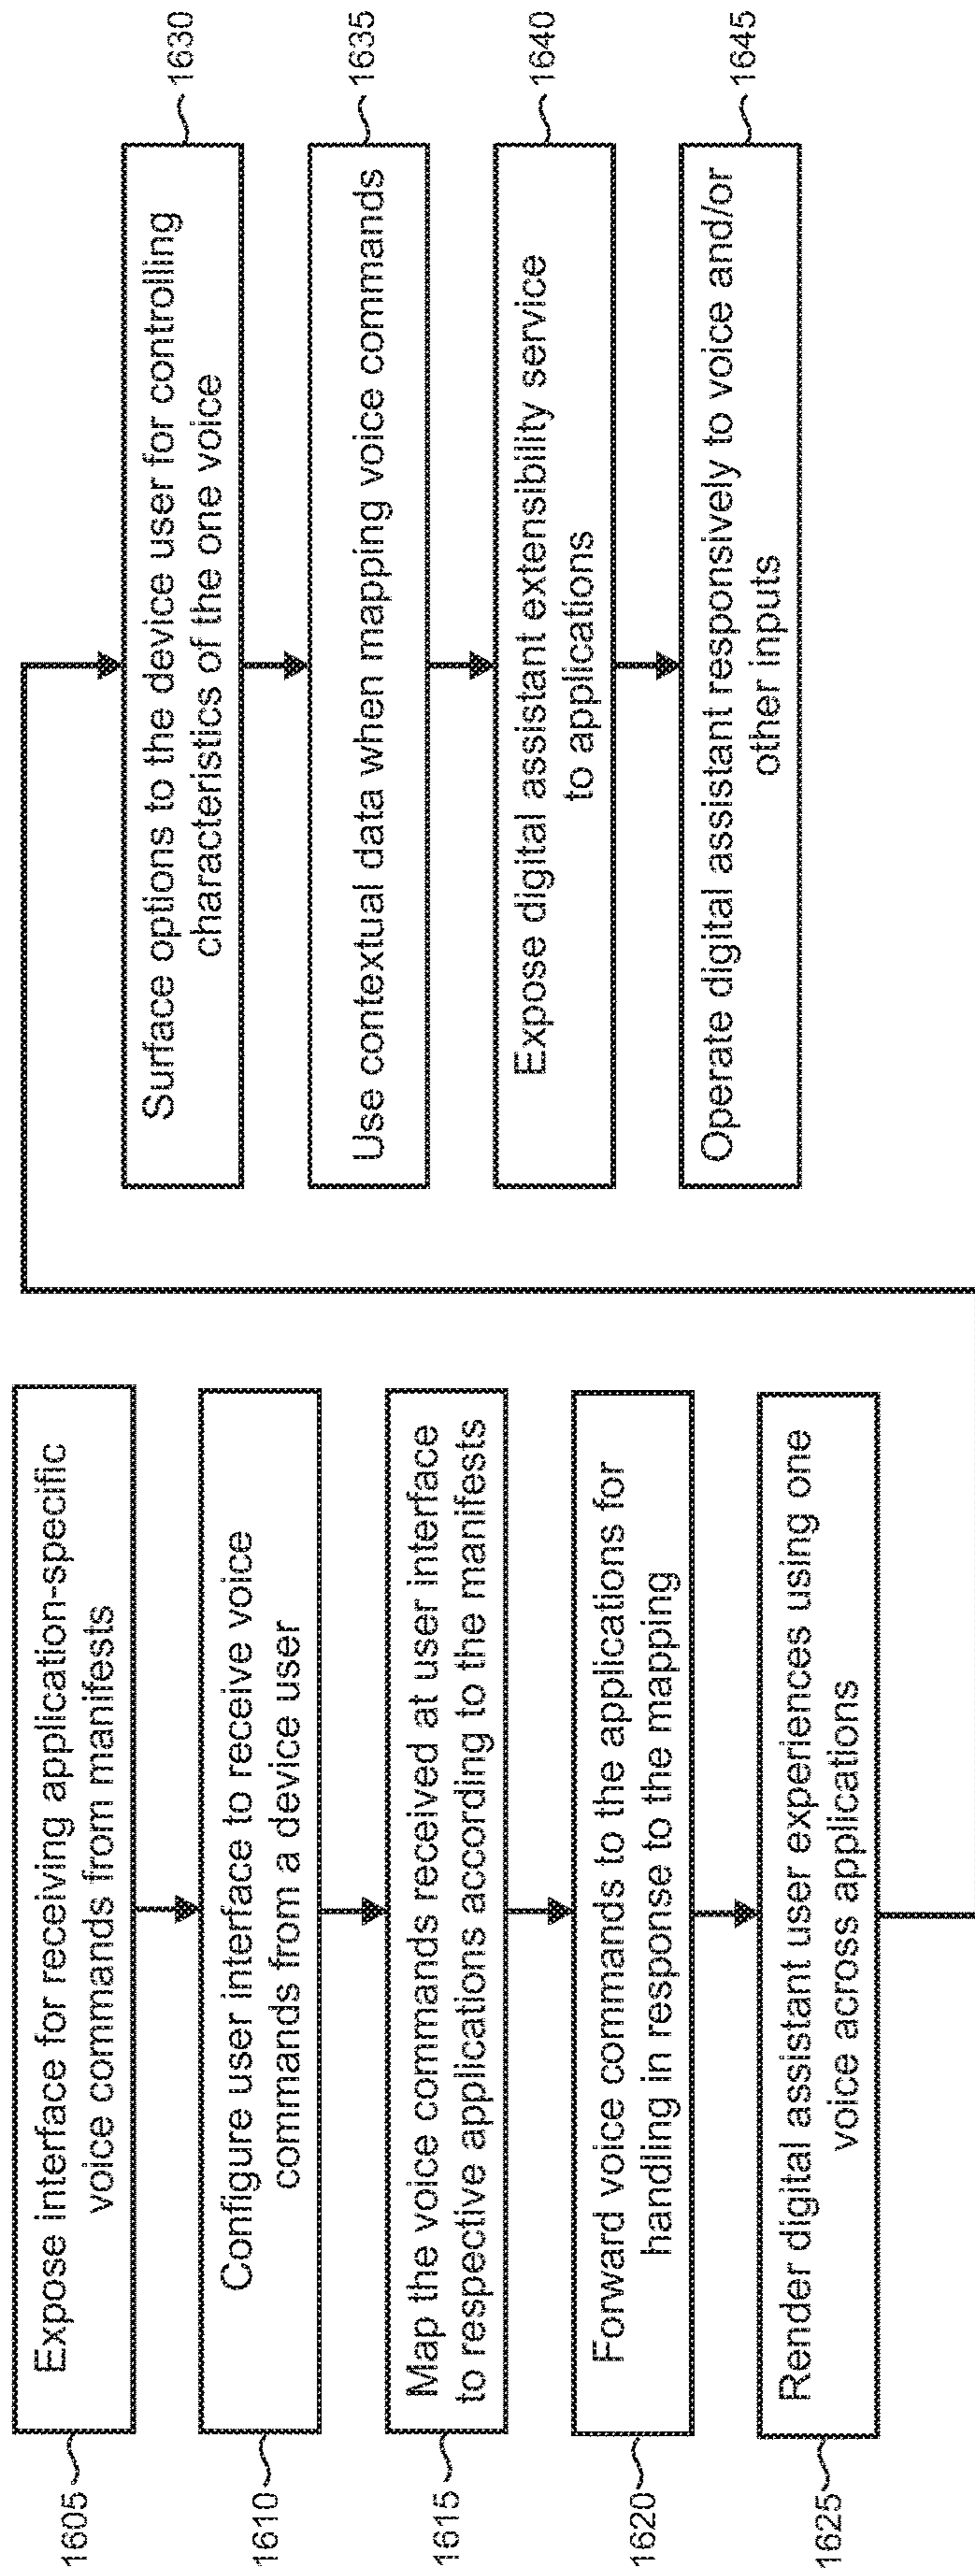 1605
Expose interface for receiving application-specific
voice commands from manifests
1610
Configure user interface to receive voice
commands from a device user
1615
Map the voice commands received at user interface
to respective applications according to the manifests
1620
Forward voice commands to the applications for
handling in response to the mapping
1625
Render digital assistant user experiences using one
voice across applications
1630
Surface options to the device user for controlling
characteristics of the one voice
1635
Use contextual data when mapping voice commands
1640
Expose digital assistant extensibility service
to applications
1645
Operate digital assistant responsively to voice and/or
other inputs